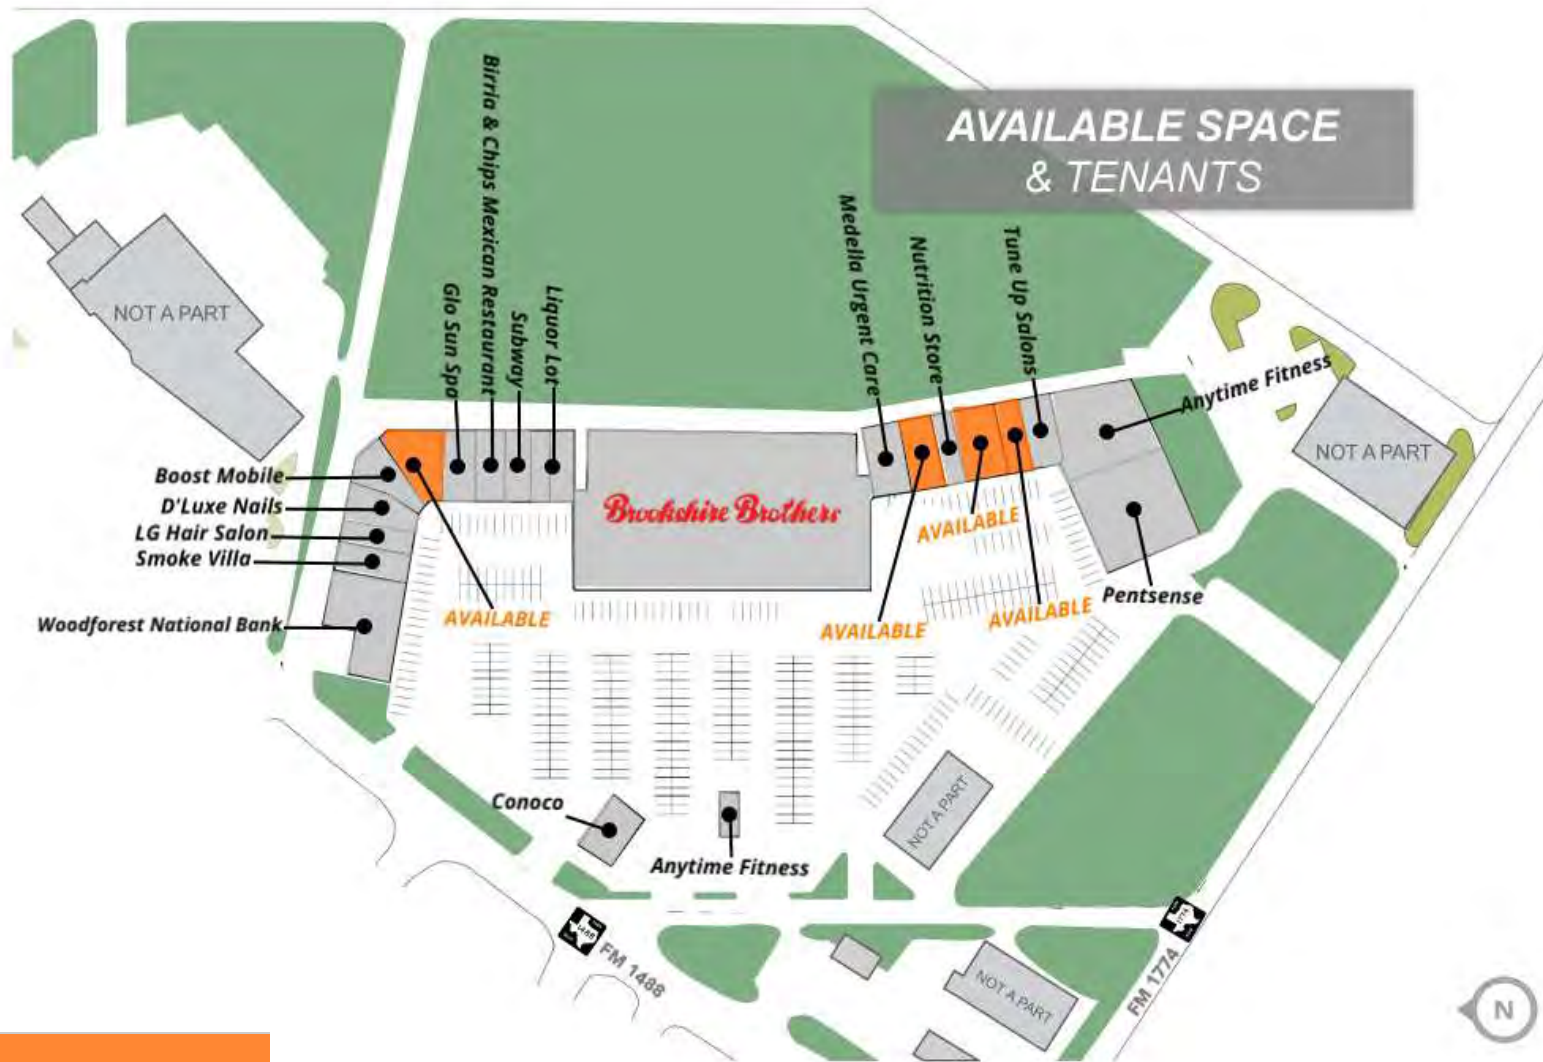 AVAILABLE SPACE
& TENANTS
Birria & Chips Mexican Restaurant
Glo Sun Spa
Subway
Liquor Lot
Medella Urgent Care
Nutrition Store
Tune Up Salons
Anytime Fitness
NOT A PART
NOT A PART
Boost Mobile
D'Luxe Nails
LG Hair Salon
Smoke Villa
Woodforest National Bank
Brookshire Brothers
AVAILABLE
AVAILABLE
AVAILABLE
AVAILABLE
Pentsense
Conoco
Anytime Fitness
NOT A PART
1488
FM 1488
1774
FM 1774
NOT A PART
N